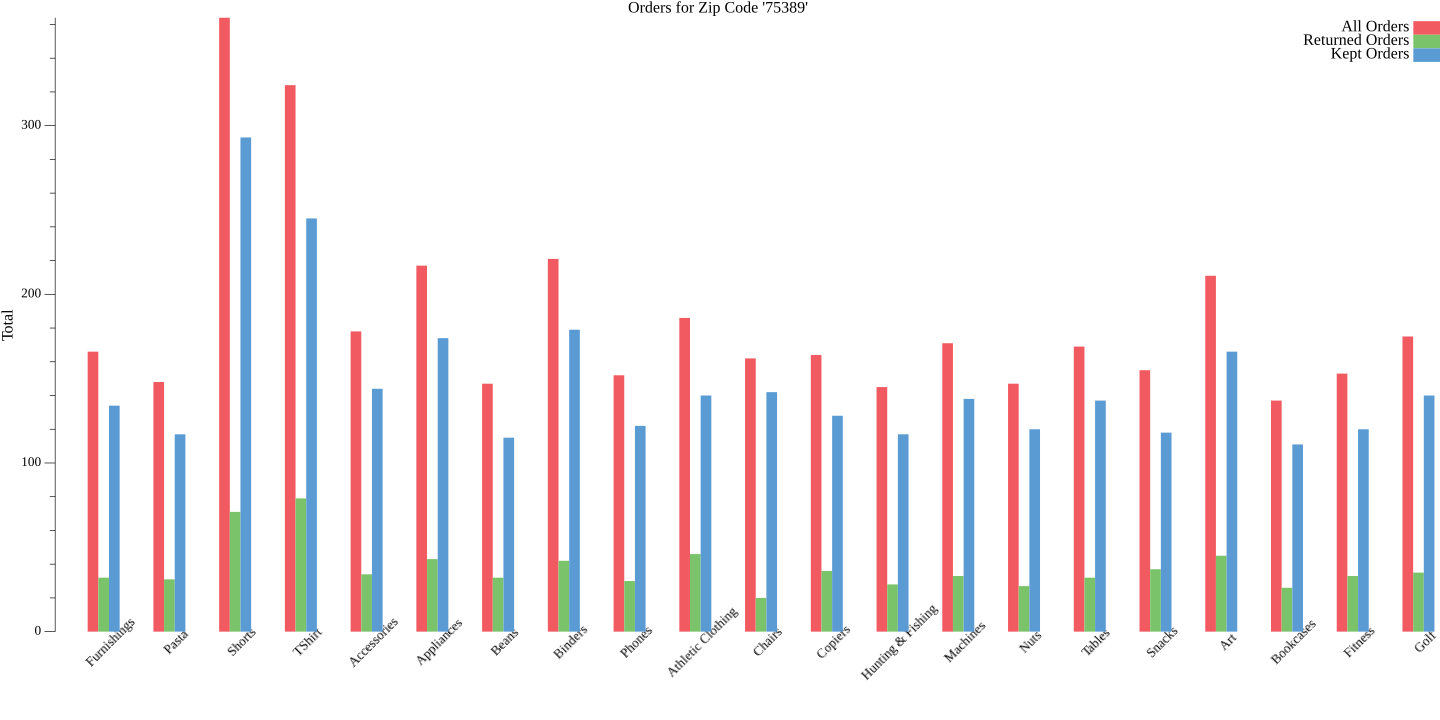 Orders for Zip Code '75389'
All Orders
Returned Orders
Kept Orders
Total
300
200
100
0
Furnishings
Pasta
Shorts
TShirt
Accessories
Appliances
Beans
Binders
Phones
Athletic Clothing
Chairs
Copiers
Hunting & Fishing
Machines
Nuts
Tables
Snacks
Art
Bookcases
Fitness
Golf